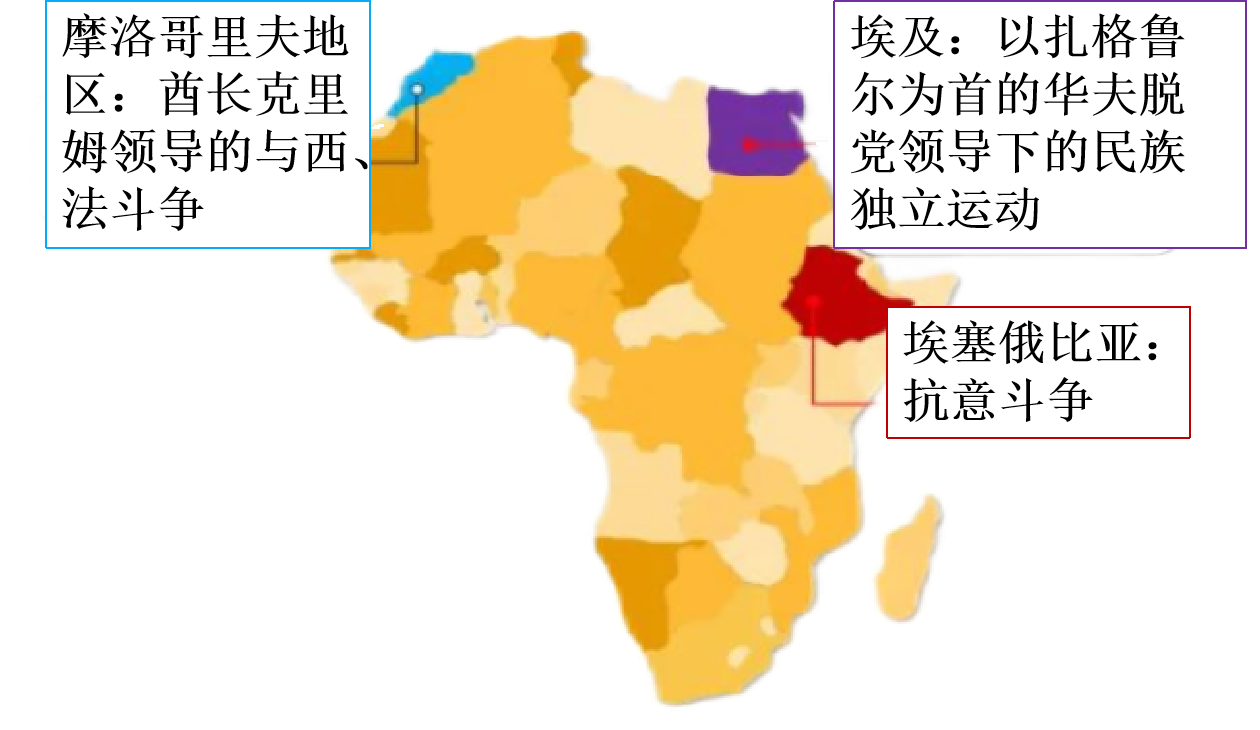 摩洛哥里夫地
区：酋长克里
姆领导的与西、
法斗争
埃及：以扎格鲁
尔为首的华夫脱
党领导下的民族
独立运动
埃塞俄比亚：
抗意斗争